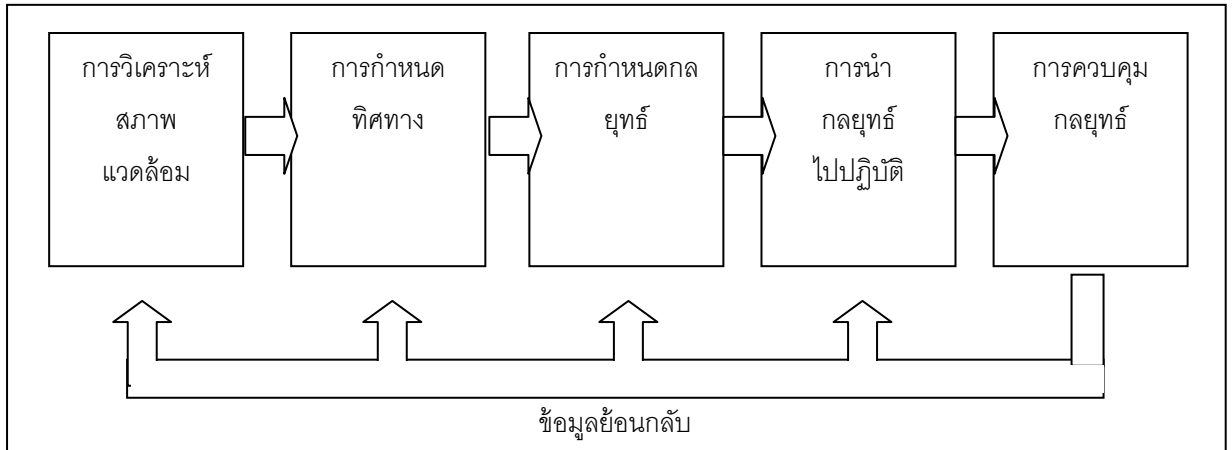 การวิเคราะห์
สภาพ
แวดล้อม
การกำหนด
ทิศทาง
การกำหนดกล
ยุทธ์
การนำ
กลยุทธ์
ไปปฏิบัติ
การควบคุม
กลยุทธ์
ข้อมูลย้อนกลับ